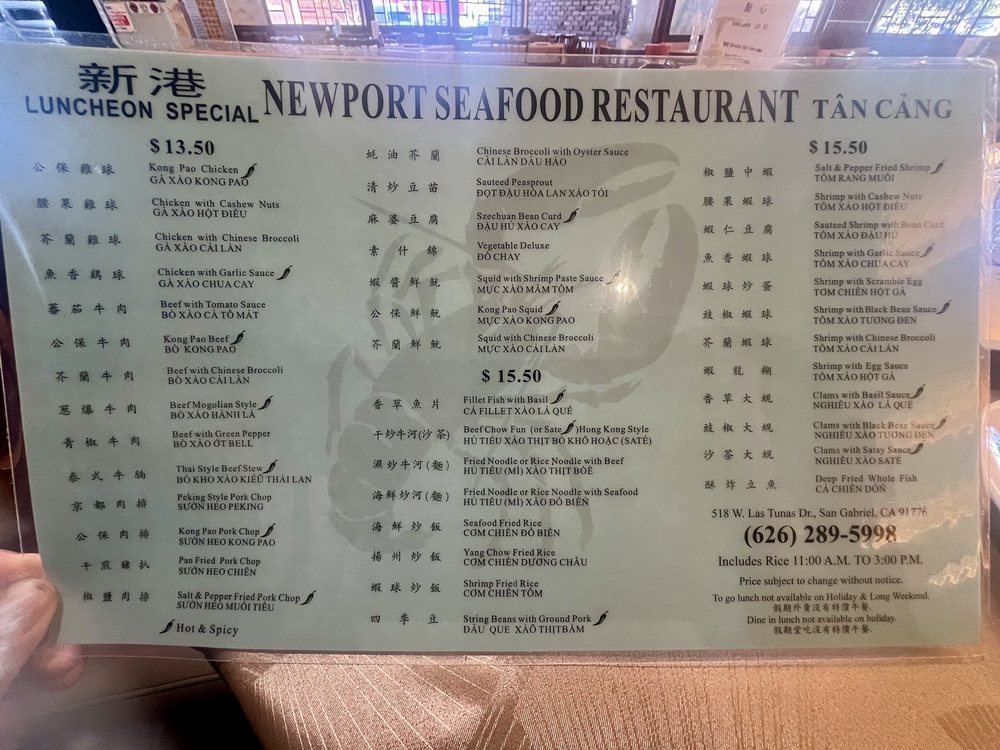 新港
LUNCHEON SPECIAL
NEWPORT SEAFOOD RESTAURANT
TÂN CẢNG
$13.50
公保雞球
Kong Pao Chicken
GÀ XÀO KONG PAO
腰果雞球
Chicken with Cashew Nuts
GÀ XÀO HỘT ĐIỀU
芥蘭雞球
Chicken with Chinese Broccoli
GÀ XÀO CẢI LÀN
魚香鷄球
Chicken with Garlic Sauce
GÀ XÀO CHUA CAY
蕃茄牛肉
Beef with Tomato Sauce
BÒ XÀO CÀ TÔ MÁT
公保牛肉
Kong Pao Beef
BÒ KONG PAO
芥蘭牛肉
Beef with Chinese Broccoli
BÒ XÀO CẢI LÀN
葱爆牛肉
Beef Mogolian Style
BÒ XÀO HÀNH LÁ
青椒牛肉
Beef with Green Pepper
BÒ XÀO ỚT BELL
泰式牛腩
Thai Style Beef Stew
BÒ KHO XÀO KIỂU THÁI LAN
京都肉排
Peking Style Pork Chop
SƯỜN HEO PEKING
公保肉排
Kong Pao Pork Chop
SƯỜN HEO KONG PAO
干煎豬扒
Pan Fried Pork Chop
SƯỜN HEO CHIÊN
椒鹽肉排
Salt & Pepper Fried Pork Chop
SƯỜN HEO MUỐI TIÊU
Hot & Spicy
蚝油芥蘭
Chinese Broccoli with Oyster Sauce
CẢI LÀN DẦU HÀO
清炒豆苗
Sauteed Peasprout
ĐỌT ĐẬU HÒA LAN XÀO TỎI
麻婆豆腐
Szechuan Bean Curd
ĐẬU HỦ XÀO CAY
素什錦
Vegetable Deluxe
ĐỒ CHAY
蝦醬鮮魷
Squid with Shrimp Paste Sauce
MỰC XÀO MẮM TÔM
公保鮮魷
Kong Pao Squid
MỰC XÀO KONG PAO
芥蘭鮮魷
Squid with Chinese Broccoli
MỰC XÀO CẢI LÀN
$ 15.50
香草魚片
Fillet Fish with Basil
CÁ FILLET XÀO LÁ QUẾ
干炒牛河(沙茶)
Beef Chow Fun (or Sate) Hong Kong Style
HỦ TIẾU XÀO THỊT BÒ KHÔ HOẶC (SATÉ)
濕炒牛河(麵)
Fried Noodle or Rice Noodle with Beef
HỦ TIẾU (MÌ) XÀO THỊT BÒ
海鮮炒河(麵)
Fried Noodle or Rice Noodle with Seafood
HỦ TIẾU (MÌ) XÀO ĐỒ BIỂN
海鮮炒飯
Seafood Fried Rice
CƠM CHIÊN ĐỒ BIỂN
揚州炒飯
Yang Chow Fried Rice
CƠM CHIÊN DƯƠNG CHÂU
蝦球炒飯
Shrimp Fried Rice
CƠM CHIÊN TÔM
四季豆
String Beans with Ground Pork
ĐẬU QUE XÀO THỊT BẰM
$15.50
椒鹽中蝦
Salt & Pepper Fried Shrimp
TÔM RANG MUỐI
腰果蝦球
Shrimp with Cashew Nuts
TÔM XÀO HỘT ĐIỀU
蝦仁豆腐
Sauteed Shrimp with Bean Curd
TÔM XÀO ĐẬU HỦ
魚香蝦球
Shrimp with Garlic Sauce
TÔM XÀO CHUA CAY
蝦球炒蛋
Shrimp with Scramble Egg
TƠM CHIÊN HỘT GÀ
豉椒蝦球
Shrimp with Black Bean Sauce
TÔM XÀO TƯƠNG ĐEN
芥蘭蝦球
Shrimp with Chinese Broccoli
TÔM XÀO CẢI LÀN
蝦龍糊
Shrimp with Egg Sauce
TÔM XÀO HỘT GÀ
香草大蜆
Clams with Basil Sauce
NGHIÊU XÀO LÁ QUẾ
豉椒大蜆
Clams with Black Bean Sauce
NGHIÊU XÀO TƯƠNG ĐEN
沙茶大蜆
Clams with Satay Sauce
NGHIÊU XÀO SATÉ
酥炸立魚
Deep Fried Whole Fish
CÁ CHIÊN DÒN
518 W. Las Tunas Dr., San Gabriel, CA 91776
(626) 289-5998
Includes Rice 11:00 A.M. TO 3:00 P.M.
Price subject to change without notice.
To go lunch not available on Holiday & Long Weekend.
假期外賣沒有特價午餐.
Dine in lunch not available on holiday.
假期堂吃沒有特價午餐.